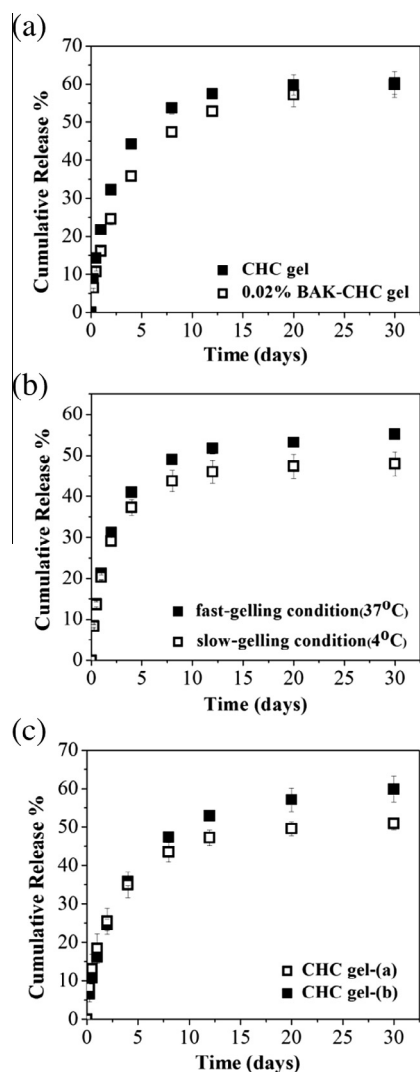 (a)
70
60
50
40
30
20
10
0
Cumulative Release %
CHC gel
0.02% BAK-CHC gel
0 5 10 15 20 25 30
Time (days)
(b)
60
50
40
30
20
10
0
Cumulative Release %
fast-gelling condition(37⁰C)
slow-gelling condition(4⁰C)
0 5 10 15 20 25 30
Time (days)
(c)
70
60
50
40
30
20
10
0
Cumulative Release %
CHC gel-(a)
CHC gel-(b)
0 5 10 15 20 25 30
Time (days)